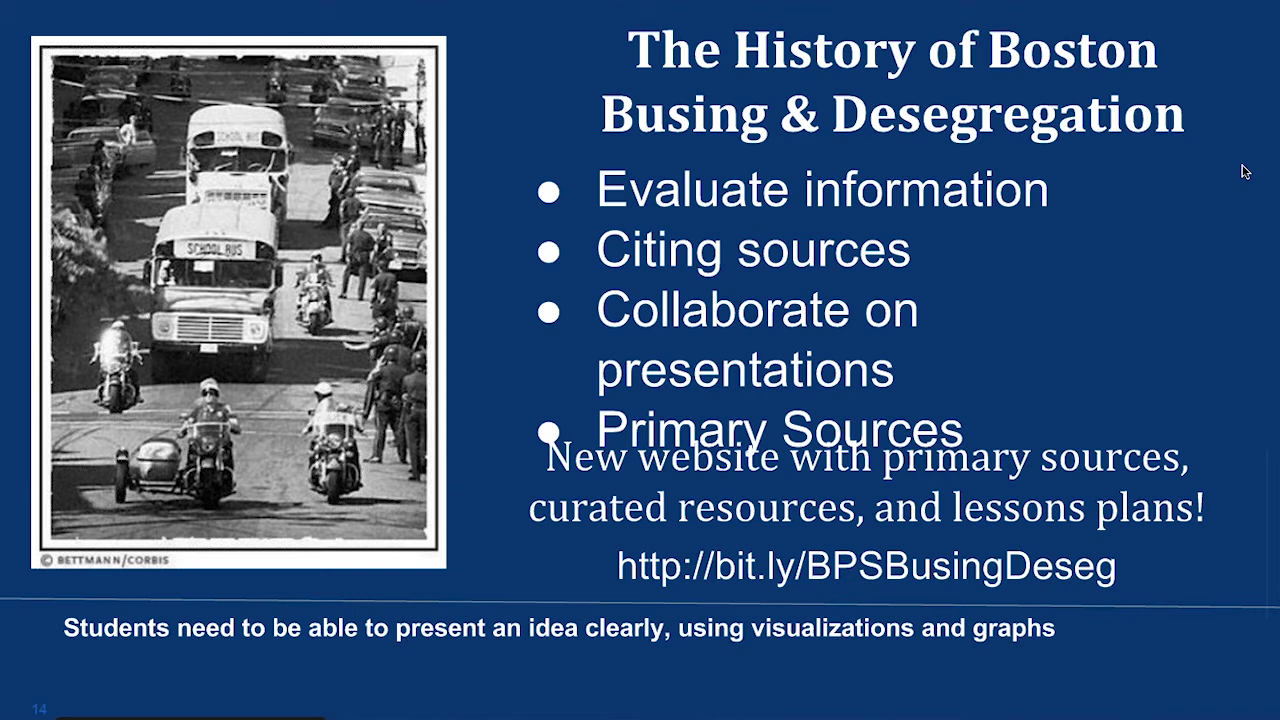 The History of Boston
Busing & Desegregation
● Evaluate information
● Citing sources
● Collaborate on
presentations
● Primary Sources
New website with primary sources,
curated resources, and lessons plans!
http://bit.ly/BPSBusingDeseg
SCHOOL BUS
SCHOOL BUS
© BETTMANN/CORBIS
Students need to be able to present an idea clearly, using visualizations and graphs
14